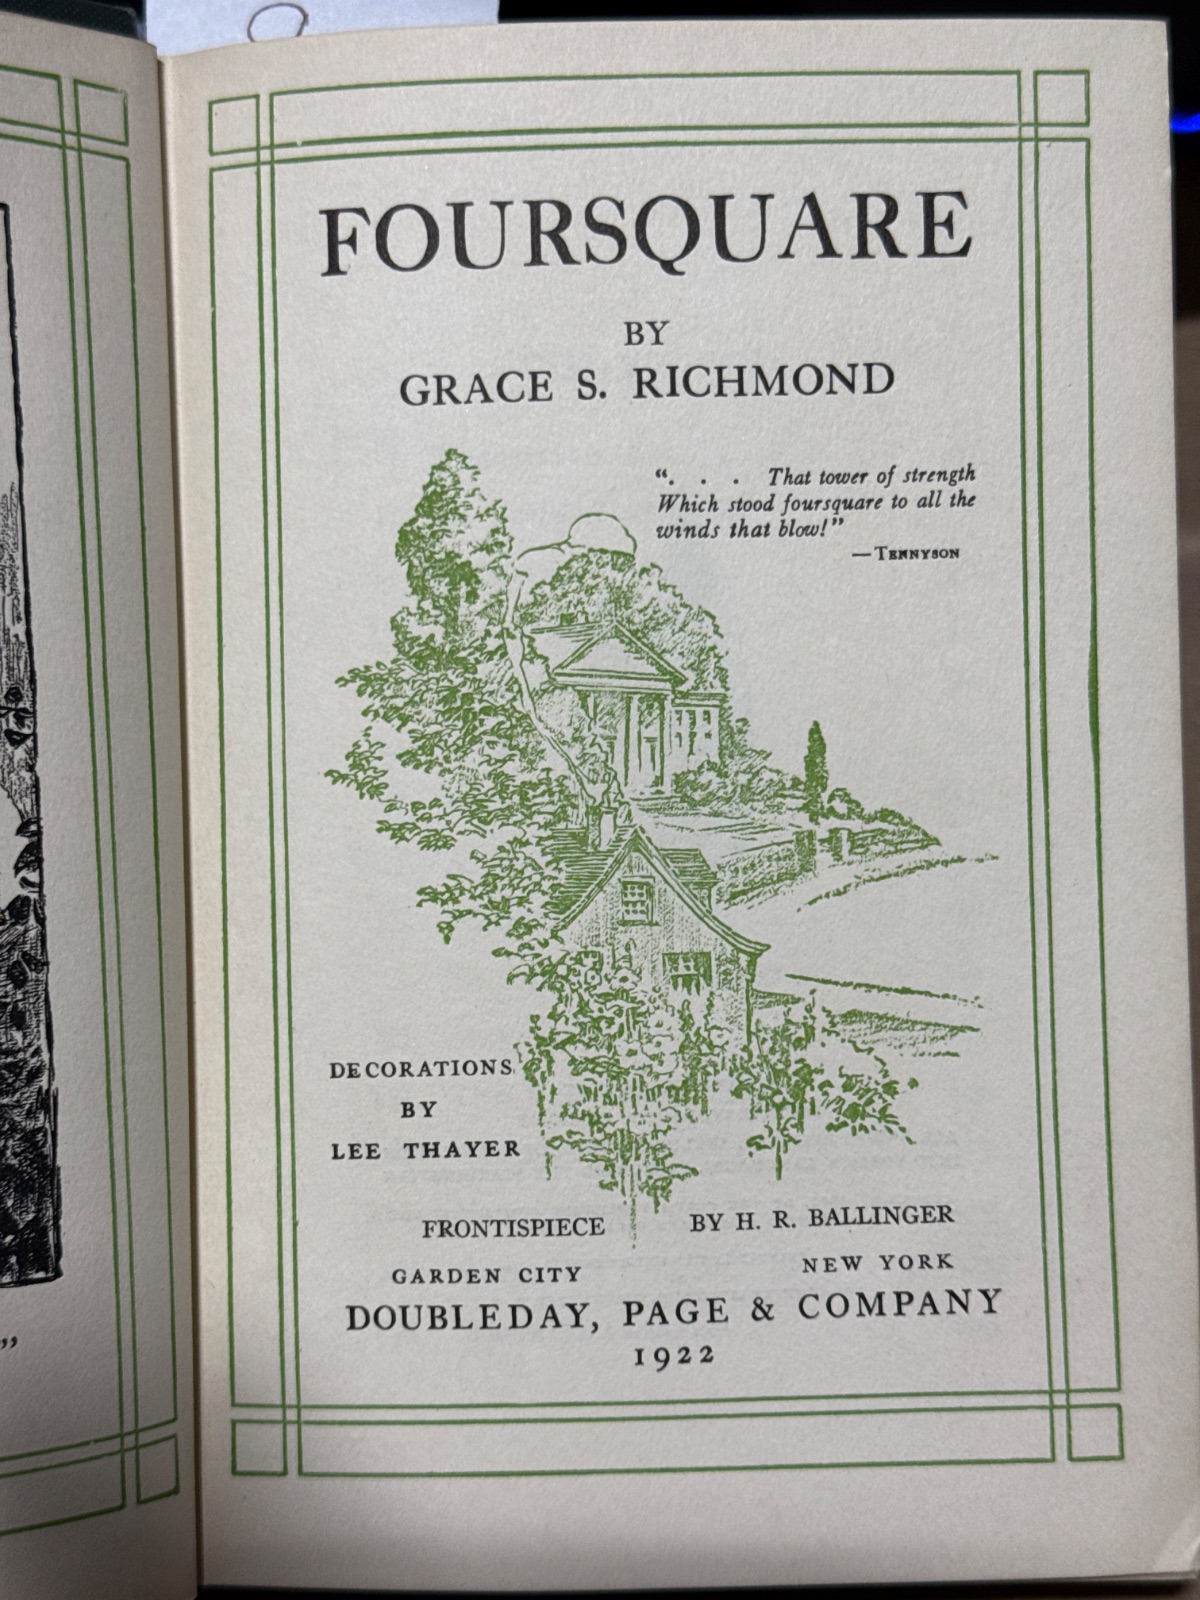 FOURSQUARE
BY
GRACE S. RICHMOND
“. . . That tower of strength
Which stood foursquare to all the
winds that blow!”
—TENNYSON
DECORATIONS
BY
LEE THAYER
FRONTISPIECE BY H. R. BALLINGER
GARDEN CITY NEW YORK
DOUBLEDAY, PAGE & COMPANY
1922
”